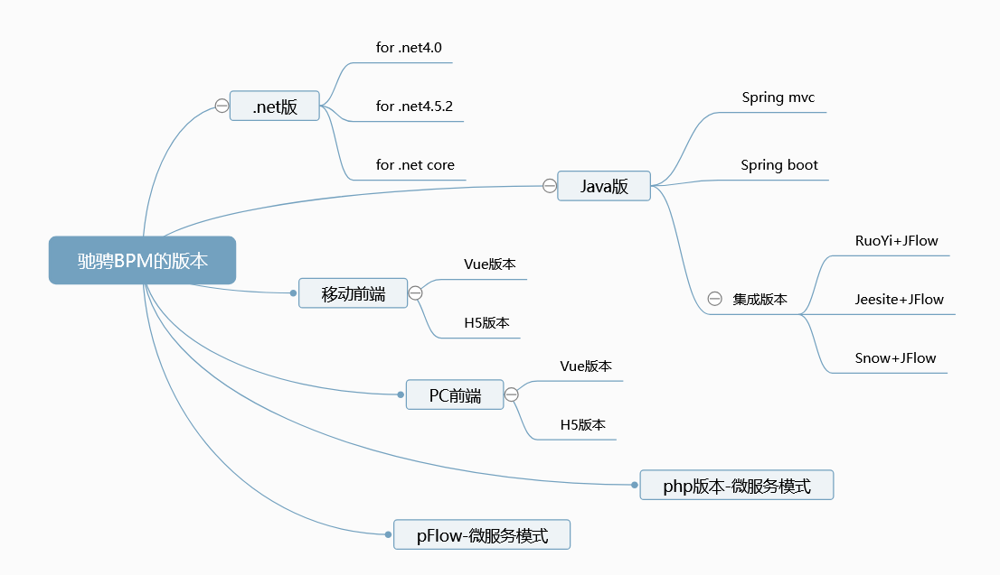 驰骋BPM的版本
.net版
for .net4.0
for .net4.5.2
for .net core
Java版
Spring mvc
Spring boot
集成版本
RuoYi+JFlow
Jeesite+JFlow
Snow+JFlow
移动前端
Vue版本
H5版本
PC前端
Vue版本
H5版本
php版本-微服务模式
pFlow-微服务模式